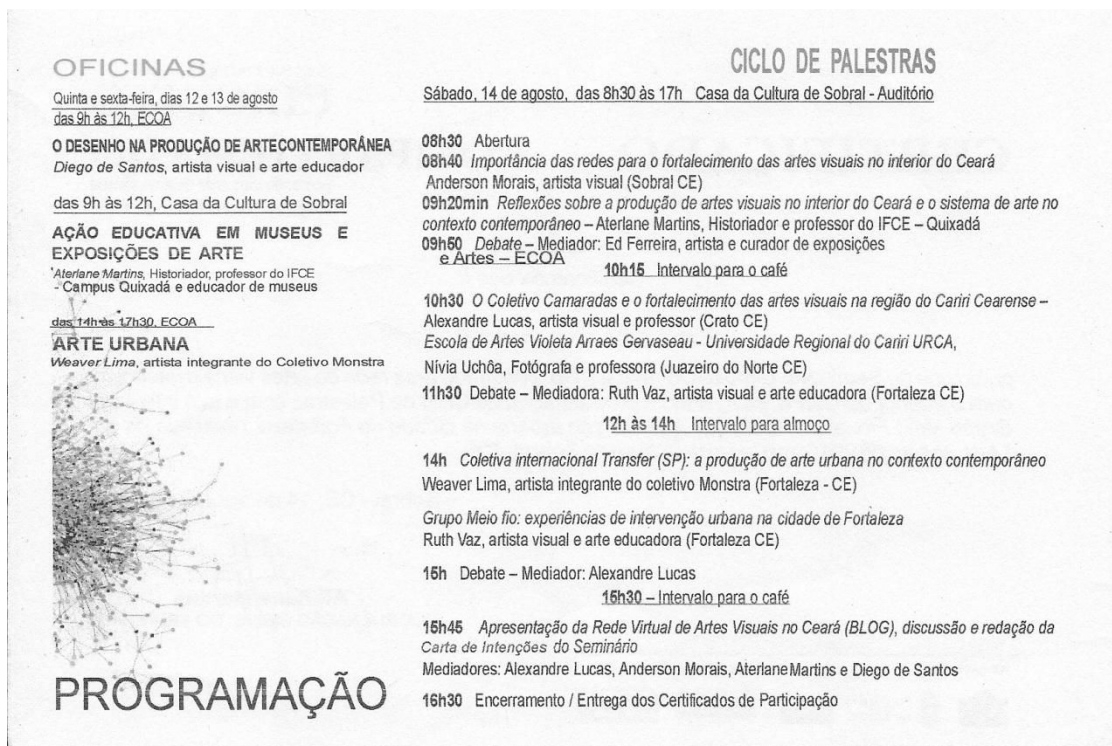 OFICINAS
Quinta e sexta-feira, dias 12 e 13 de agosto
das 9h às 12h, ECOA
O DESENHO NA PRODUÇÃO DE ARTE CONTEMPORÂNEA
Diego de Santos, artista visual e arte educador
das 9h às 12h, Casa da Cultura de Sobral
AÇÃO EDUCATIVA EM MUSEUS E
EXPOSIÇÕES DE ARTE
Aterlane Martins, Historiador, professor do IFCE
- Campus Quixadá e educador de museus
das 14h às 17h30, ECOA
ARTE URBANA
Weaver Lima, artista integrante do Coletivo Monstra
PROGRAMAÇÃO
CICLO DE PALESTRAS
Sábado, 14 de agosto, das 8h30 às 17h Casa da Cultura de Sobral - Auditório
08h30 Abertura
08h40 Importância das redes para o fortalecimento das artes visuais no interior do Ceará
Anderson Morais, artista visual (Sobral CE)
09h20min Reflexões sobre a produção de artes visuais no interior do Ceará e o sistema de arte no
contexto contemporâneo – Aterlane Martins, Historiador e professor do IFCE – Quixadá
09h50 Debate – Mediador: Ed Ferreira, artista e curador de exposições
e Artes – ECOA
10h15 Intervalo para o café
10h30 O Coletivo Camaradas e o fortalecimento das artes visuais na região do Cariri Cearense –
Alexandre Lucas, artista visual e professor (Crato CE)
Escola de Artes Violeta Arraes Gervaseau - Universidade Regional do Cariri URCA,
Nívia Uchôa, Fotógrafa e professora (Juazeiro do Norte CE)
11h30 Debate – Mediadora: Ruth Vaz, artista visual e arte educadora (Fortaleza CE)
12h às 14h Intervalo para almoço
14h Coletiva internacional Transfer (SP): a produção de arte urbana no contexto contemporâneo
Weaver Lima, artista integrante do coletivo Monstra (Fortaleza - CE)
Grupo Meio fio: experiências de intervenção urbana na cidade de Fortaleza
Ruth Vaz, artista visual e arte educadora (Fortaleza CE)
15h Debate – Mediador: Alexandre Lucas
15h30 – Intervalo para o café
15h45 Apresentação da Rede Virtual de Artes Visuais no Ceará (BLOG), discussão e redação da
Carta de Intenções do Seminário
Mediadores: Alexandre Lucas, Anderson Morais, Aterlane Martins e Diego de Santos
16h30 Encerramento / Entrega dos Certificados de Participação